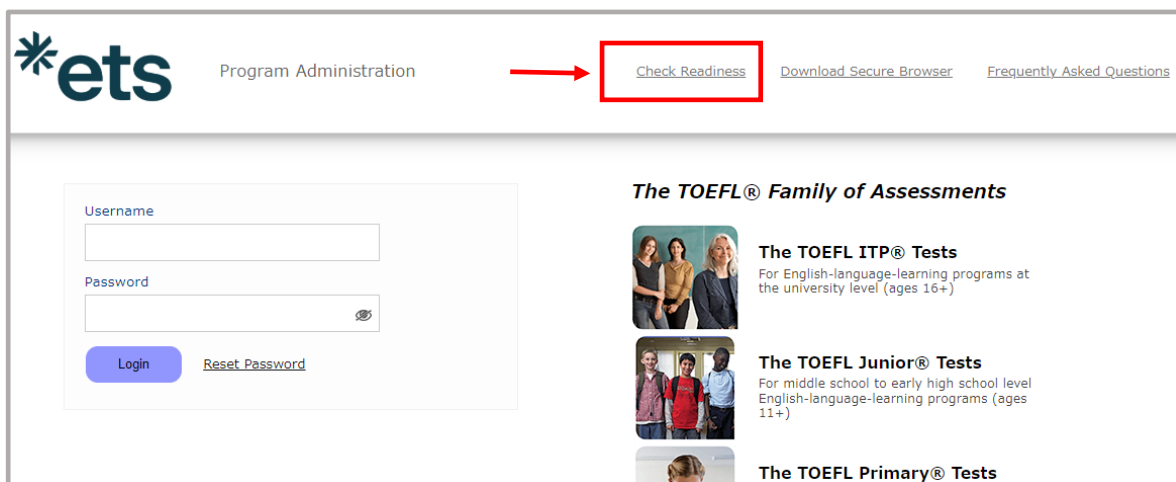 *ets
Program Administration
Check Readiness
Download Secure Browser
Frequently Asked Questions
Username
Password
Login
Reset Password
The TOEFL® Family of Assessments
The TOEFL ITP® Tests
For English-language-learning programs at
the university level (ages 16+)
The TOEFL Junior® Tests
For middle school to early high school level
English-language-learning programs (ages
11+)
The TOEFL Primary® Tests